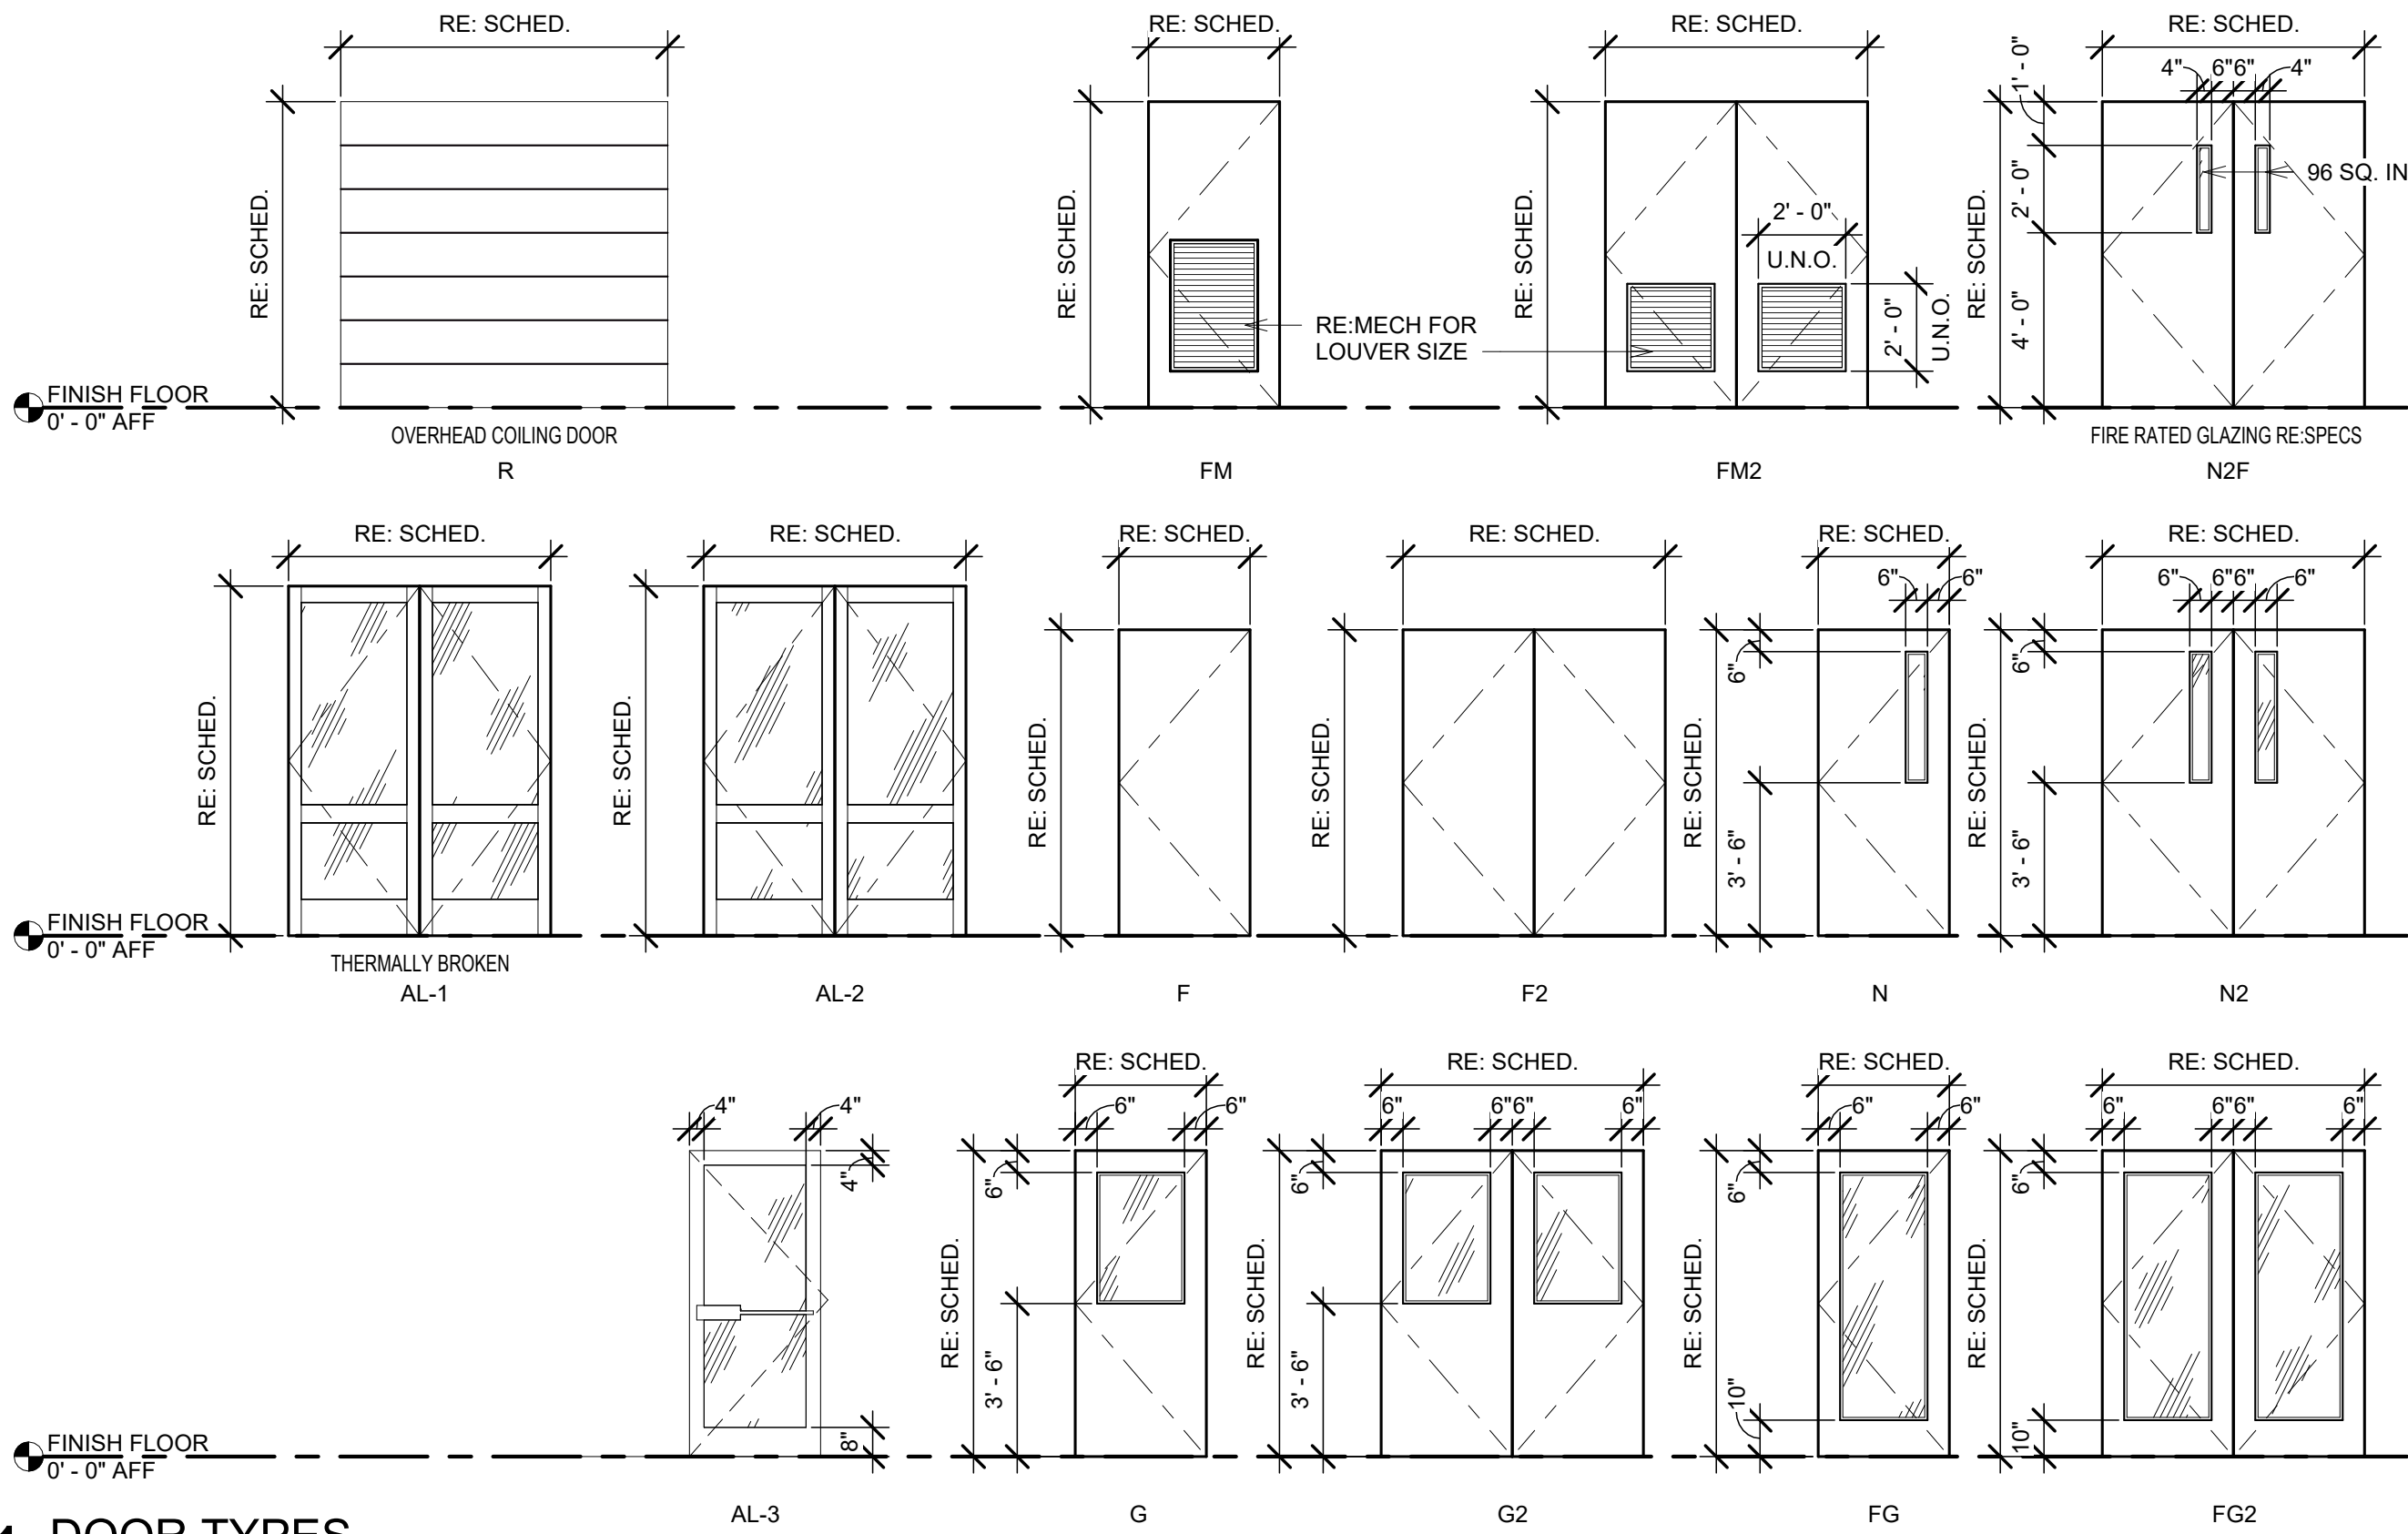 RE: SCHED.
RE: SCHED.
RE: SCHED.
RE: SCHED.
4" 6" 6" 4"
1' - 0"
2' - 0"
96 SQ. IN
2' - 0"
U.N.O.
RE: SCHED.
RE: SCHED.
RE: SCHED.
RE: SCHED.
RE:MECH FOR
LOUVER SIZE
2' - 0"
U.N.O.
4' - 0"
FINISH FLOOR
0' - 0" AFF
OVERHEAD COILING DOOR
FIRE RATED GLAZING RE:SPECS
R
FM
FM2
N2F
RE: SCHED.
RE: SCHED.
RE: SCHED.
RE: SCHED.
RE: SCHED.
RE: SCHED.
6" 6"
6" 6" 6" 6"
6"
6"
RE: SCHED.
RE: SCHED.
RE: SCHED.
RE: SCHED.
RE: SCHED.
RE: SCHED.
3' - 6"
3' - 6"
FINISH FLOOR
0' - 0" AFF
THERMALLY BROKEN
AL-1
AL-2
F
F2
N
N2
RE: SCHED.
RE: SCHED.
RE: SCHED.
RE: SCHED.
4" 4"
6" 6"
6" 6" 6" 6"
6" 6"
6" 6" 6" 6"
4"
6"
6"
6"
6"
RE: SCHED.
RE: SCHED.
RE: SCHED.
RE: SCHED.
3' - 6"
3' - 6"
8"
10"
10"
FINISH FLOOR
0' - 0" AFF
AL-3
G
G2
FG
FG2
DOOR TYPES